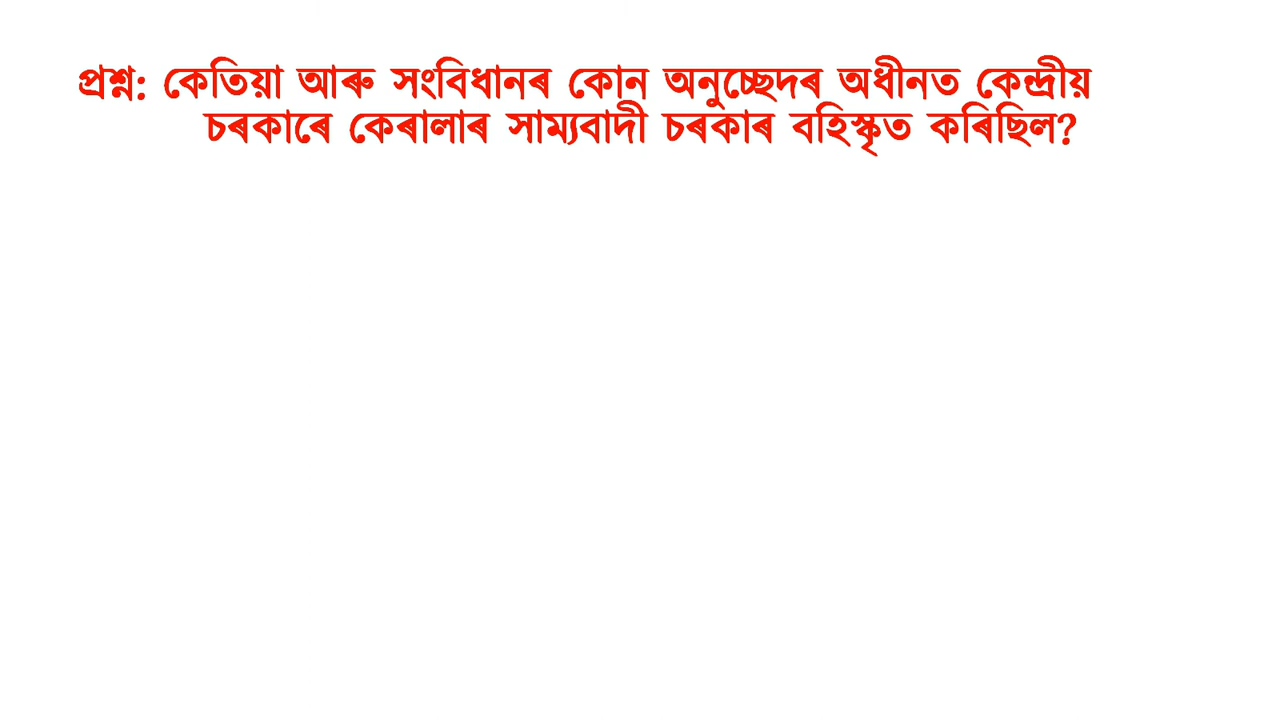 প্ৰশ্ন: কেতিয়া আৰু সংবিধানৰ কোন অনুচ্ছেদৰ অধীনত কেন্দ্ৰীয়
চৰকাৰে কেৰালাৰ সাম্যবাদী চৰকাৰ বহিস্কৃত কৰিছিল?